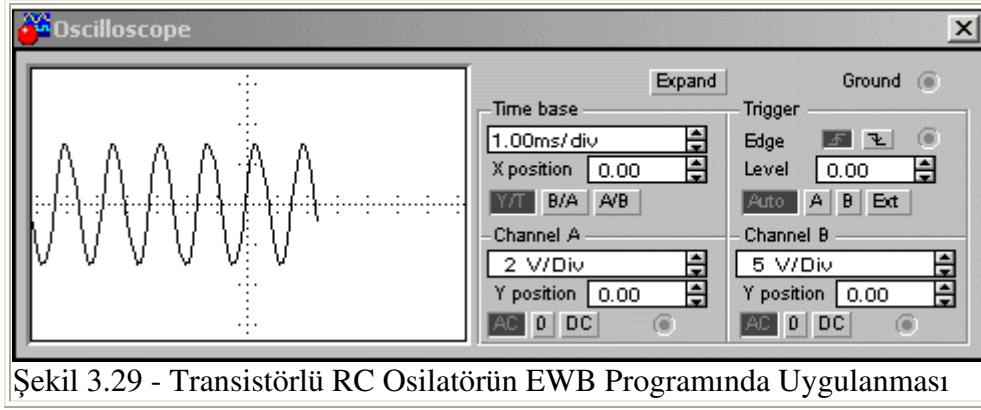 Oscilloscope
Expand Ground
Time base
1.00ms/div
X position 0.00
Y/T B/A A/B
Trigger
Edge
Level 0.00
Auto A B Ext
Channel A
2 V/Div
Y position 0.00
AC 0 DC
Channel B
5 V/Div
Y position 0.00
AC 0 DC
Şekil 3.29 - Transistörlü RC Osilatörün EWB Programında Uygulanması